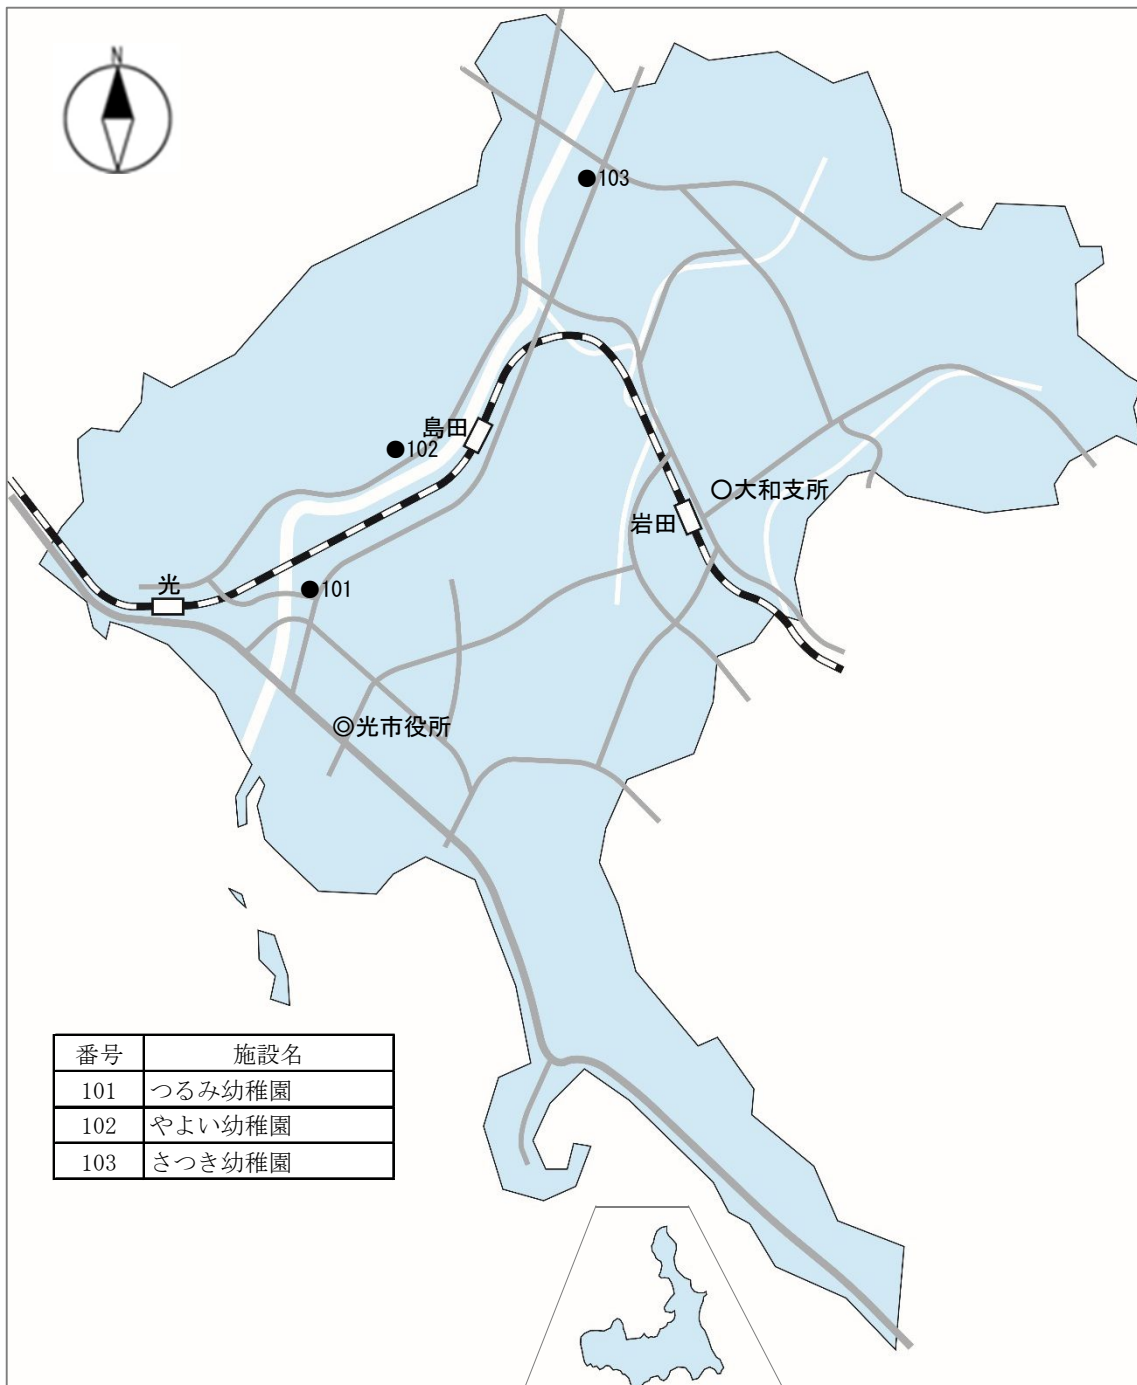 N
103
島田
102
大和支所
岩田
光
101
◎光市役所
番号 施設名
101 つるみ幼稚園
102 やよい幼稚園
103 さつき幼稚園